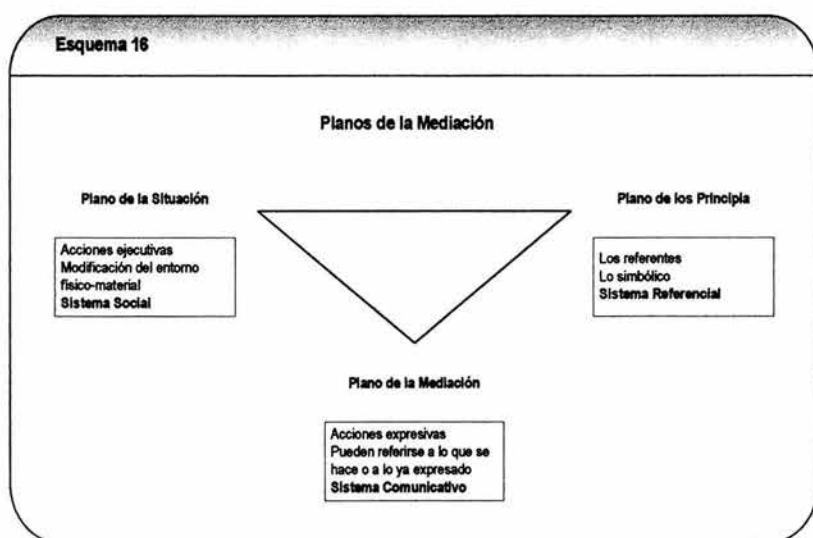 Esquema 16
Planos de la Mediación
Plano de la Situación
Acciones ejecutivas
Modificación del entorno
físico-material
Sistema Social
Plano de los Principia
Los referentes
Lo simbólico
Sistema Referencial
Plano de la Mediación
Acciones expresivas
Pueden referirse a lo que se
hace o a lo ya expresado
Sistema Comunicativo